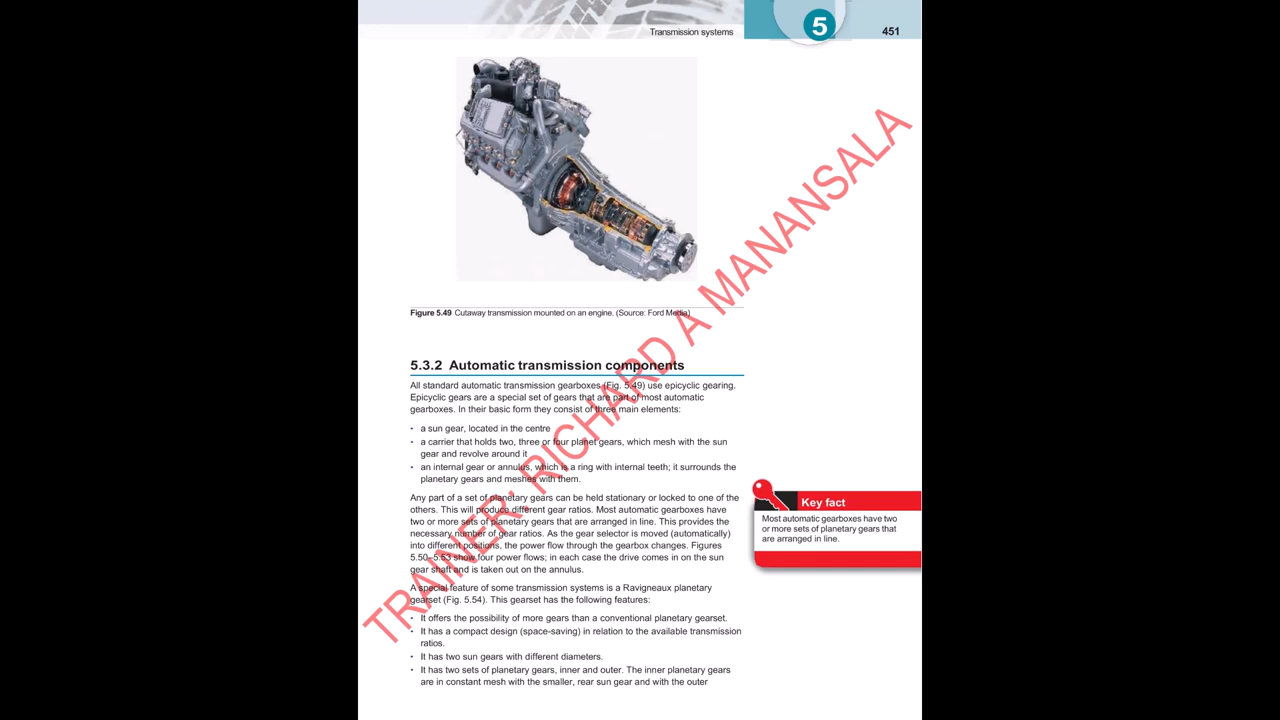 Transmission systems
5
451
Figure 5.49 Cutaway transmission mounted on an engine. (Source: Ford Media)
5.3.2 Automatic transmission components
All standard automatic transmission gearboxes (Fig. 5.49) use epicyclic gearing.
Epicyclic gears are a special set of gears that are part of most automatic
gearboxes. In their basic form they consist of three main elements:
• a sun gear, located in the centre
• a carrier that holds two, three or four planet gears, which mesh with the sun
gear and revolve around it
• an internal gear or annulus, which is a ring with internal teeth; it surrounds the
planetary gears and meshes with them.
Any part of a set of planetary gears can be held stationary or locked to one of the
others. This will produce different gear ratios. Most automatic gearboxes have
two or more sets of planetary gears that are arranged in line. This provides the
necessary number of gear ratios. As the gear selector is moved (automatically)
into different positions, the power flow through the gearbox changes. Figures
5.50–5.53 show four power flows; in each case the drive comes in on the sun
gear shaft and is taken out on the annulus.
Key fact
Most automatic gearboxes have two
or more sets of planetary gears that
are arranged in line.
A special feature of some transmission systems is a Ravigneaux planetary
gearset (Fig. 5.54). This gearset has the following features:
• It offers the possibility of more gears than a conventional planetary gearset.
• It has a compact design (space-saving) in relation to the available transmission
ratios.
• It has two sun gears with different diameters.
• It has two sets of planetary gears, inner and outer. The inner planetary gears
are in constant mesh with the smaller, rear sun gear and with the outer
TRAINER: RICHARD A MANANSALA